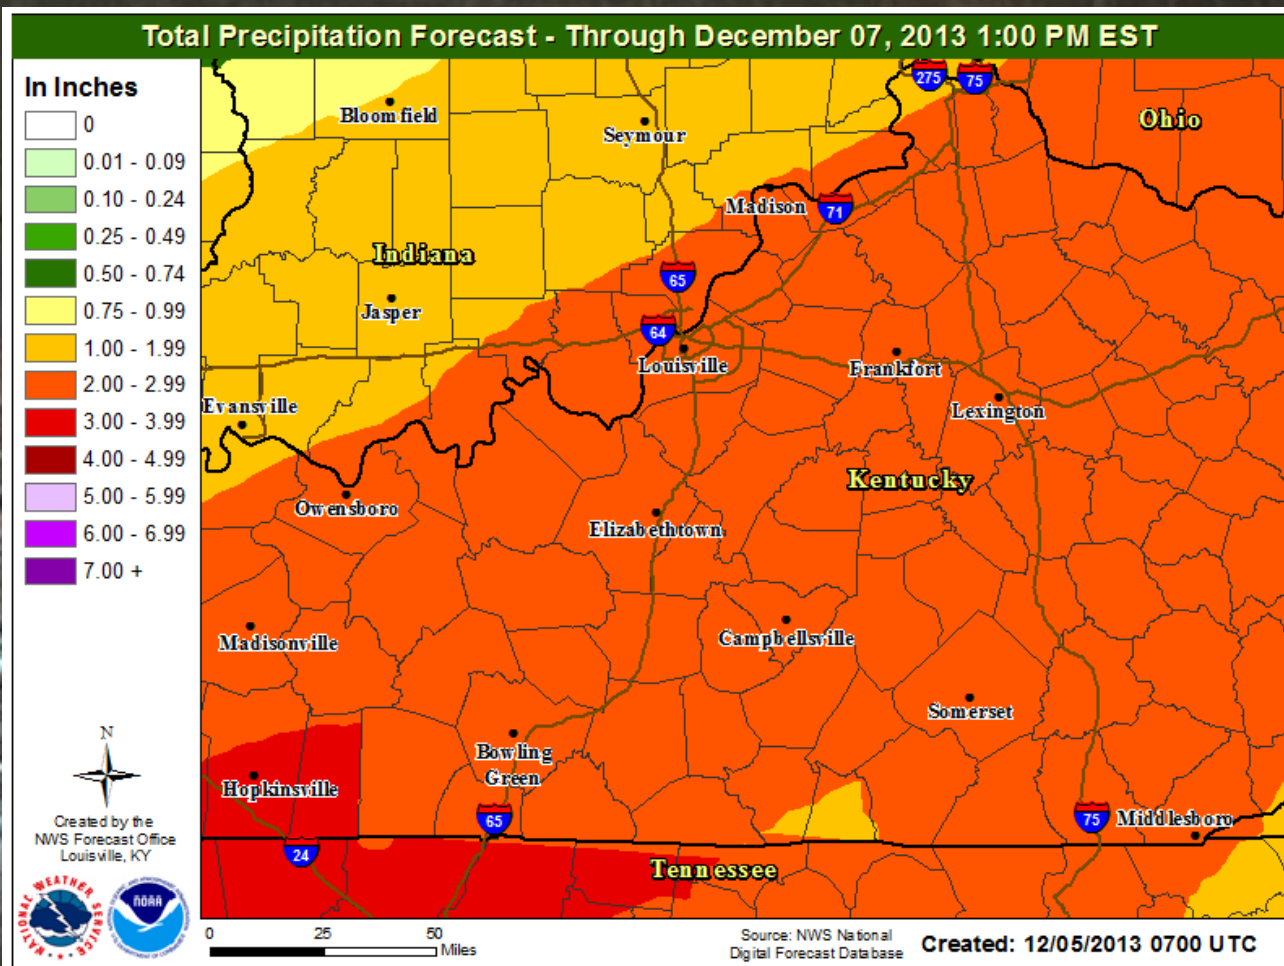 Total Precipitation Forecast - Through December 07, 2013 1:00 PM EST
In Inches
0
0.01 - 0.09
0.10 - 0.24
0.25 - 0.49
0.50 - 0.74
0.75 - 0.99
1.00 - 1.99
2.00 - 2.99
3.00 - 3.99
4.00 - 4.99
5.00 - 5.99
6.00 - 6.99
7.00 +
N
Created by the
NWS Forecast Office
Louisville, KY
NATIONAL WEATHER SERVICE
NOAA
275
75
Bloomfield
Seymour
Ohio
Madison
71
Indiana
65
Jasper
64
Louisville
Frankfort
Evansville
Lexington
Kentucky
Owensboro
Elizabethtown
Madisonville
Campbellsville
Somerset
Bowling
Green
Hopkinsville
65
75
Middlesboro
24
Tennessee
0
25
50
Miles
Source: NWS National
Digital Forecast Database
Created: 12/05/2013 0700 UTC